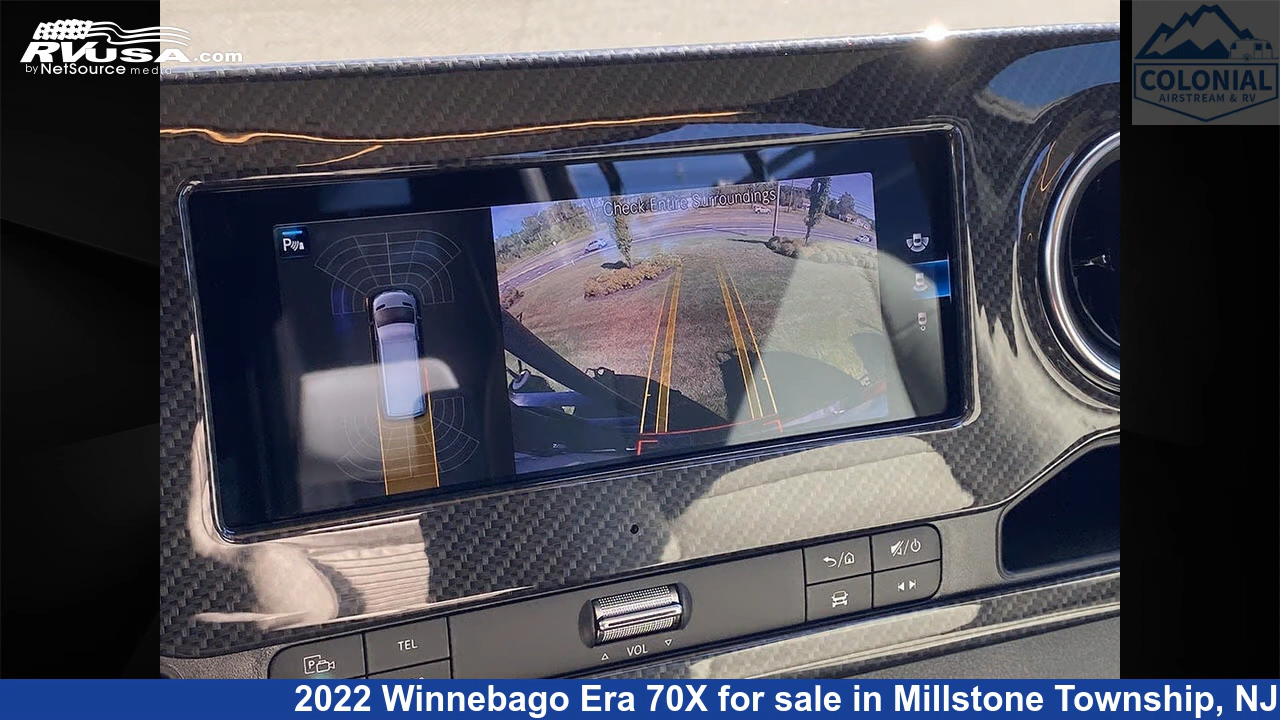 RVUSA.com
by NetSource media
COLONIAL
AIRSTREAM & RV
Check Entire Surroundings
P
P
TEL
VOL
2022 Winnebago Era 70X for sale in Millstone Township, NJ